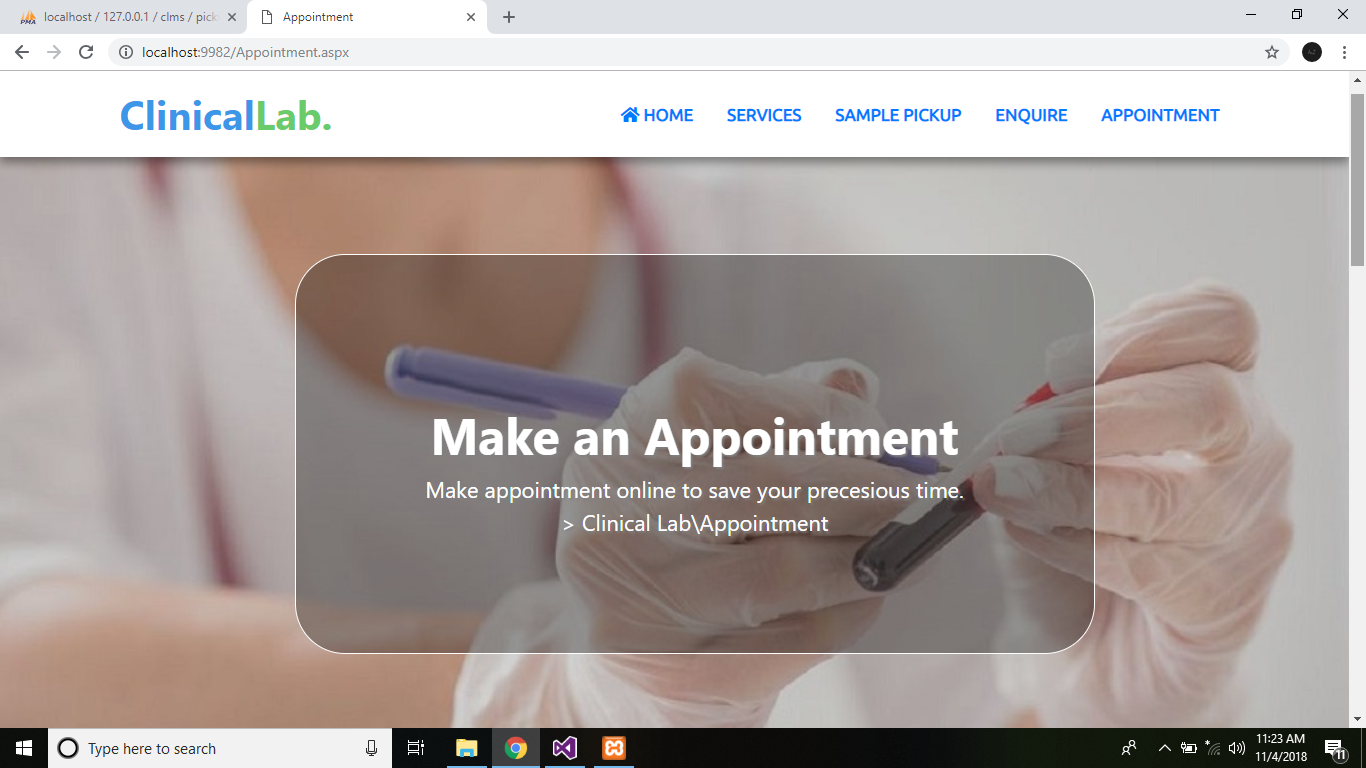 localhost / 127.0.0.1 / clms / pick
Appointment
localhost:9982/Appointment.aspx
ClinicalLab.
HOME SERVICES SAMPLE PICKUP ENQUIRE APPOINTMENT
Make an Appointment
Make appointment online to save your precesious time.
> Clinical Lab\Appointment
Type here to search
11:23 AM
11/4/2018
11